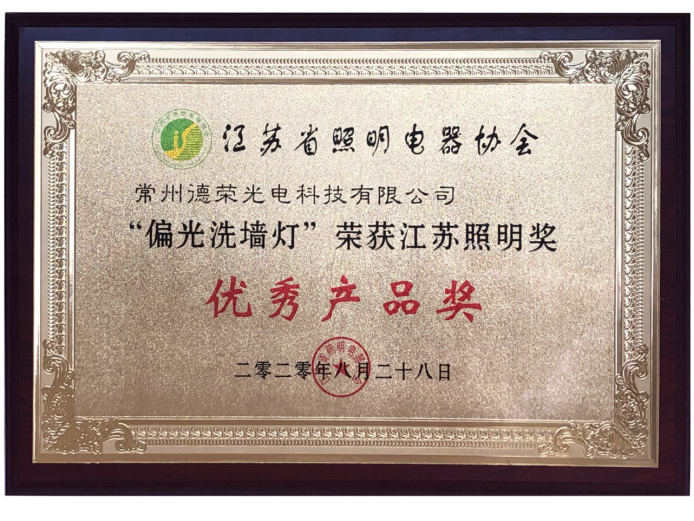 江苏省照明电器协会
常州德荣光电科技有限公司
“偏光洗墙灯”荣获江苏照明奖
优秀产品奖
二零二零年八月二十八日